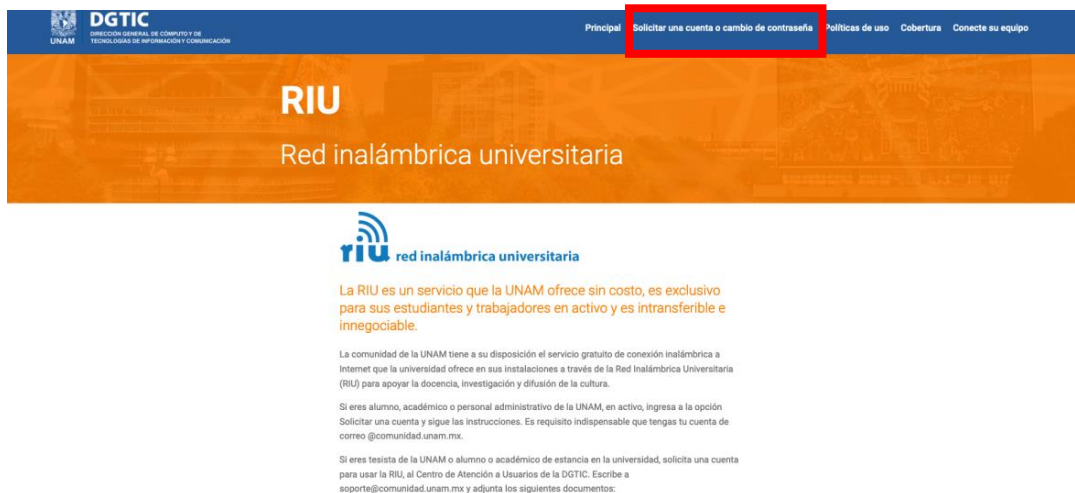 DGTIC
DIRECCIÓN GENERAL DE CÓMPUTO Y DE
TECNOLOGÍAS DE INFORMACIÓN Y COMUNICACIÓN
UNAM
Principal Solicitar una cuenta o cambio de contraseña Políticas de uso Cobertura Conecte su equipo
RIU
Red inalámbrica universitaria
riu red inalámbrica universitaria
La RIU es un servicio que la UNAM ofrece sin costo, es exclusivo
para sus estudiantes y trabajadores en activo y es intransferible e
innegociable.
La comunidad de la UNAM tiene a su disposición el servicio gratuito de conexión inalámbrica a
Internet que la universidad ofrece en sus instalaciones a través de la Red Inalámbrica Universitaria
(RIU) para apoyar la docencia, investigación y difusión de la cultura.
Si eres alumno, académico o personal administrativo de la UNAM, en activo, ingresa a la opción
Solicitar una cuenta y sigue las instrucciones. Es requisito indispensable que tengas tu cuenta de
correo @comunidad.unam.mx.
Si eres tesista de la UNAM o alumno o académico de estancia en la universidad, solicita una cuenta
para usar la RIU, al Centro de Atención a Usuarios de la DGTIC. Escribe a
soporte@comunidad.unam.mx y adjunta los siguientes documentos: